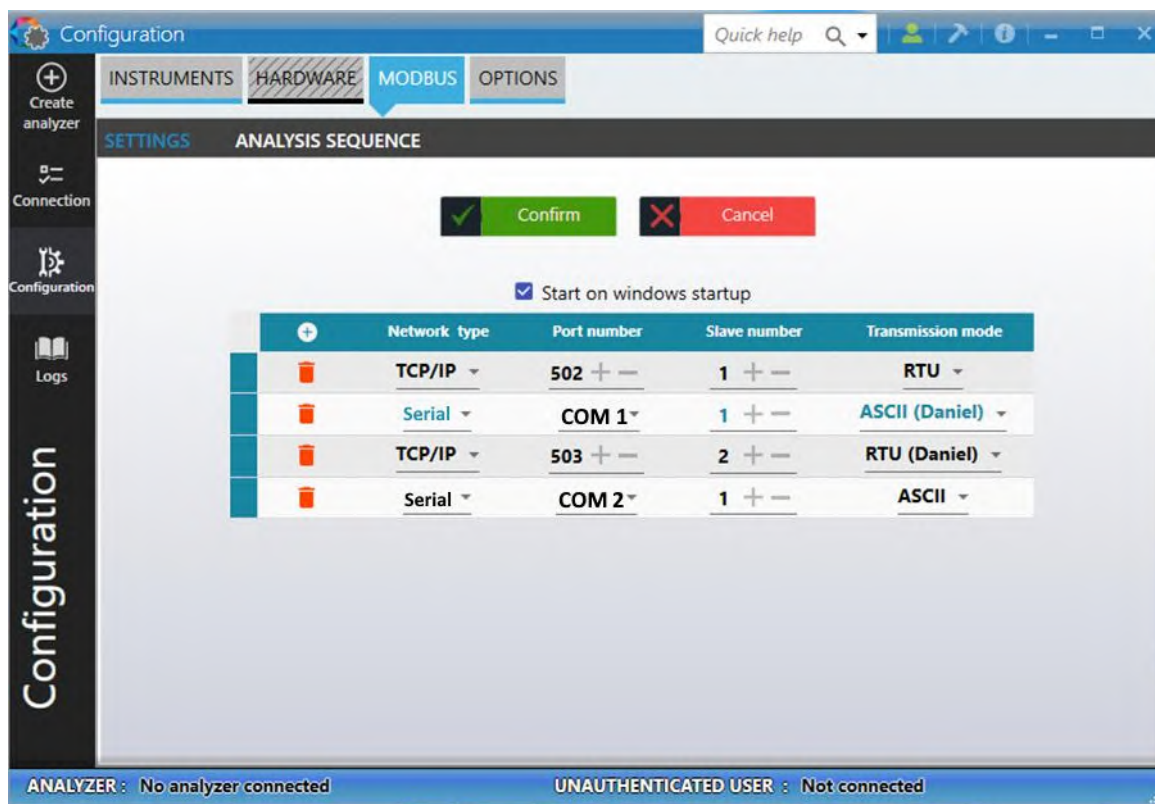 Configuration
Quick help
INSTRUMENTS HARDWARE MODBUS OPTIONS
Create
analyzer
SETTINGS ANALYSIS SEQUENCE
Connection
Confirm Cancel
Configuration
Start on windows startup
Network type Port number Slave number Transmission mode
Logs
TCP/IP 502 1 RTU
Serial COM 1 1 ASCII (Daniel)
TCP/IP 503 2 RTU (Daniel)
Serial COM 2 1 ASCII
Configuration
ANALYZER : No analyzer connected UNAUTHENTICATED USER : Not connected